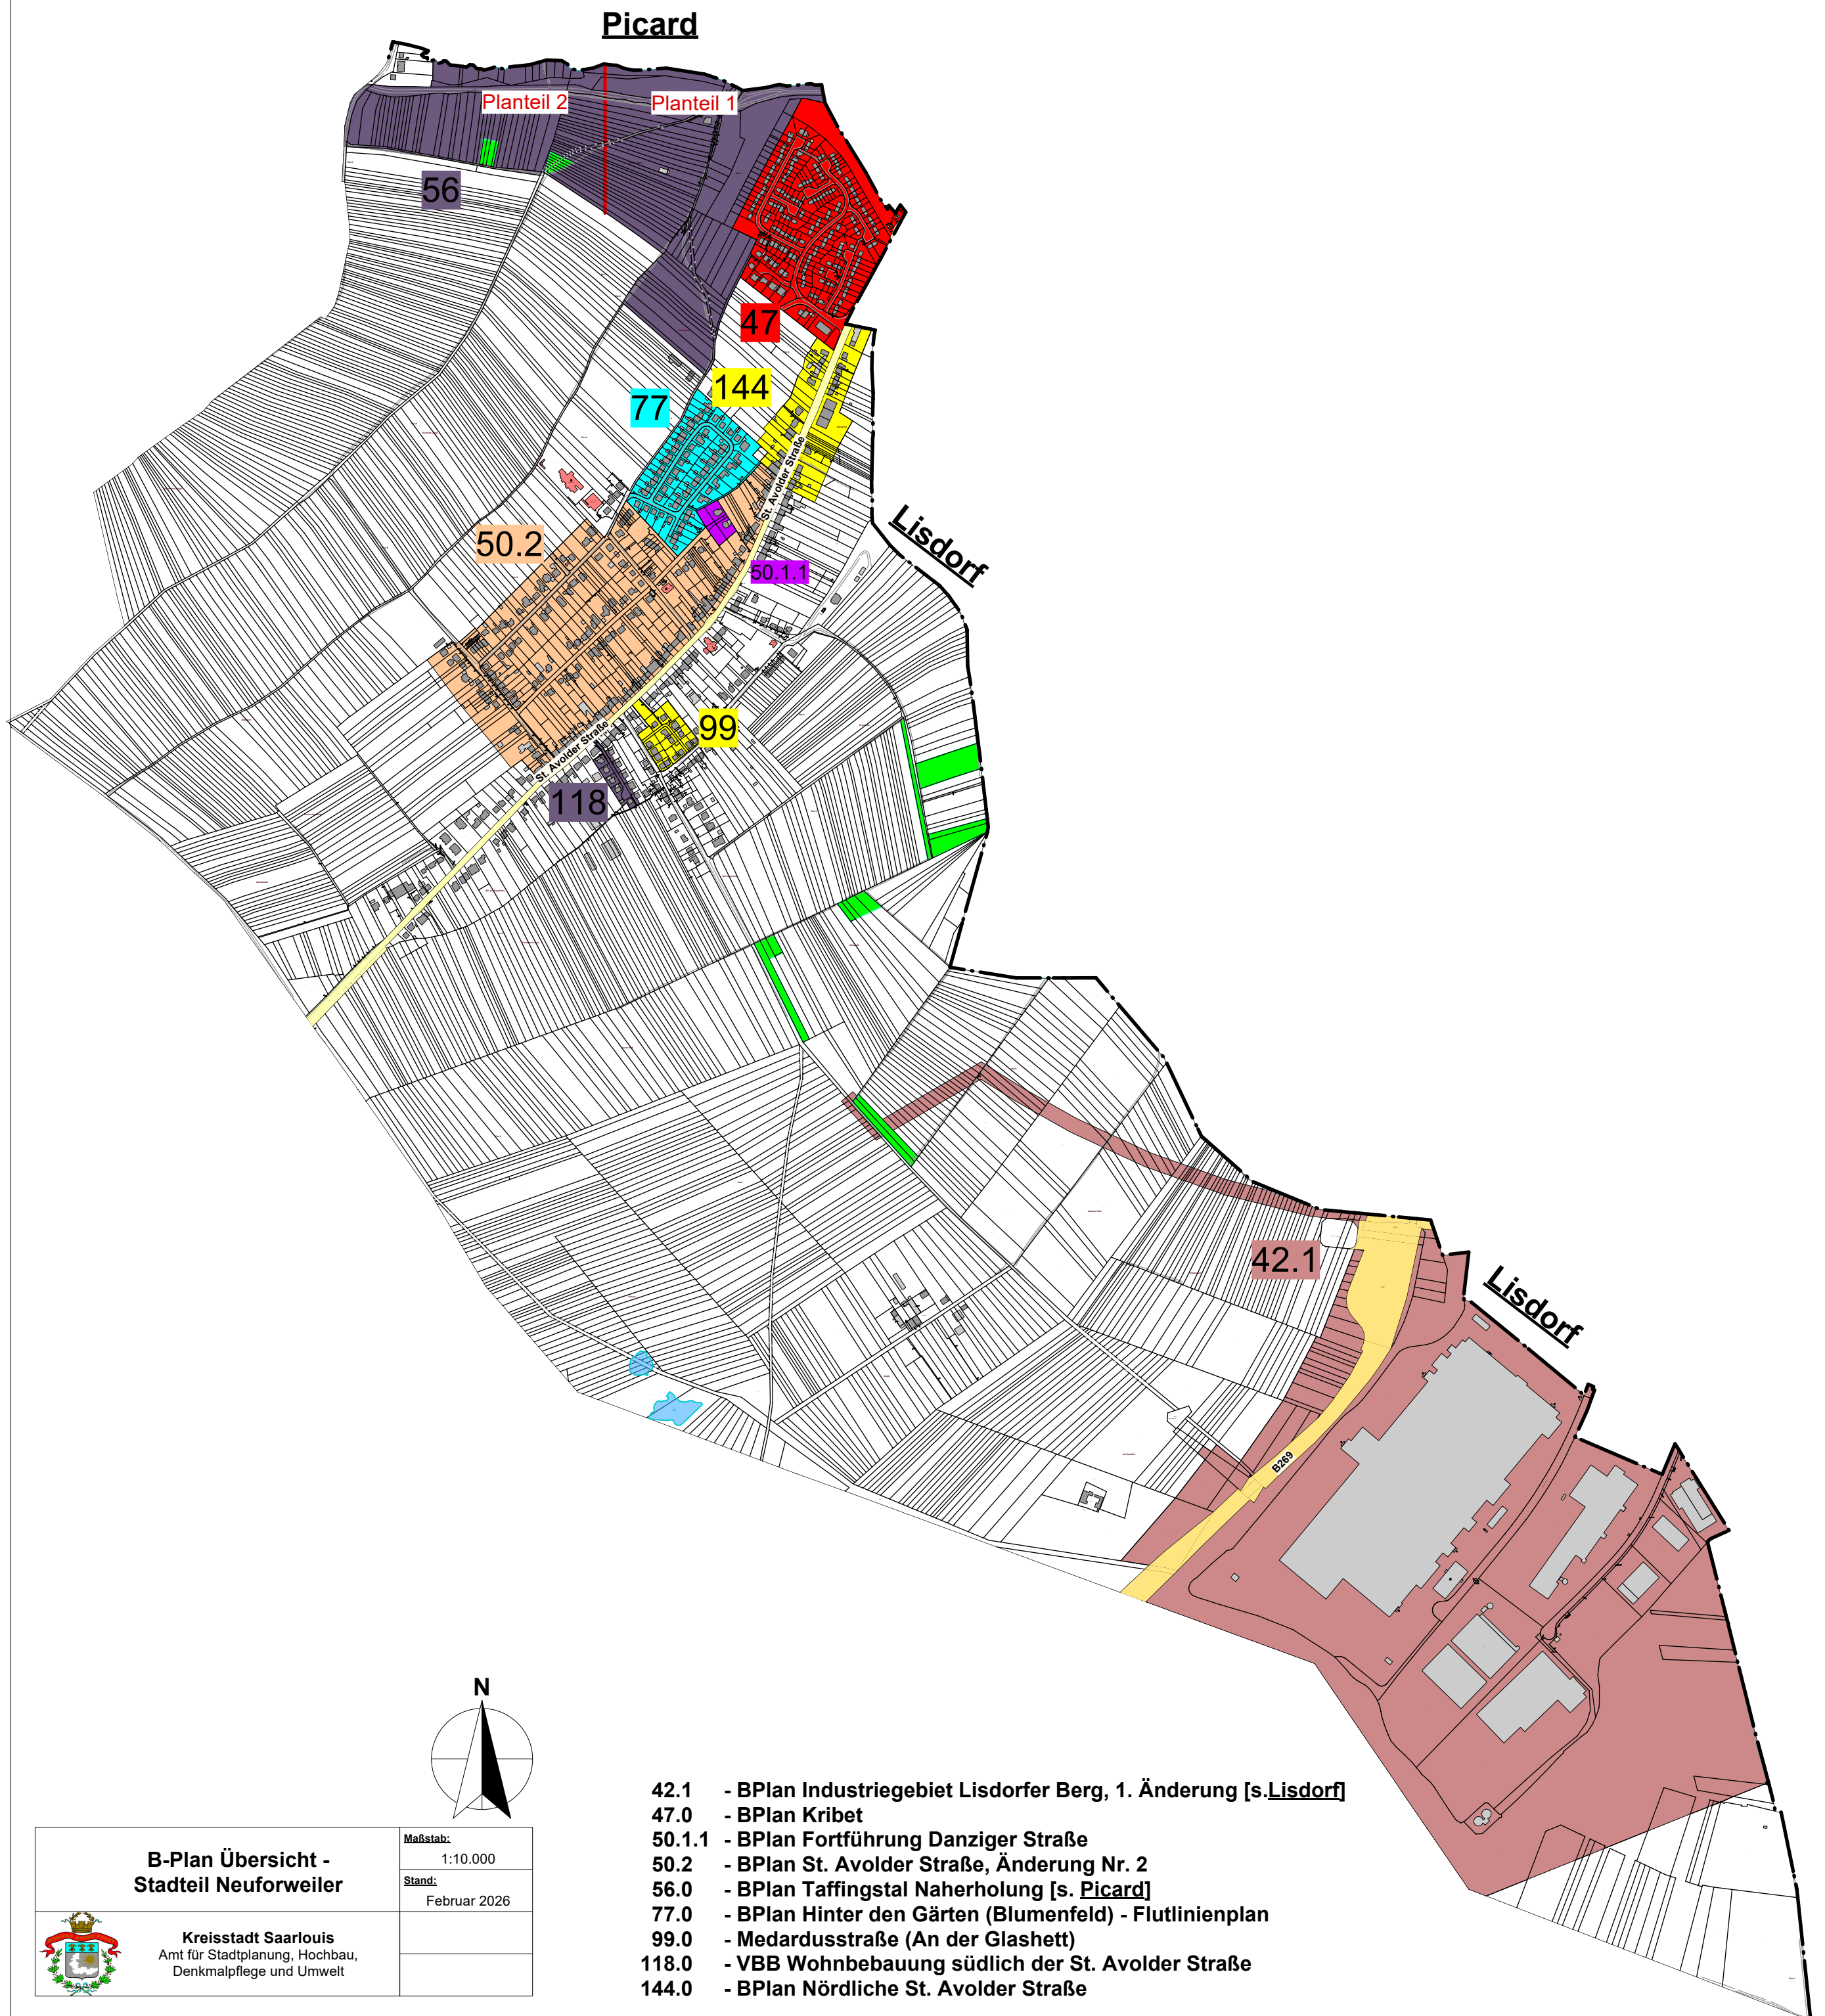 Picard
Planteil 2
Planteil 1
56
47
144
77
St. Avolder Straße
Lisdorf
50.2
50.1.1
99
St. Avolder Straße
118
42.1
Lisdorf
B269
N
42.1 - BPlan Industriegebiet Lisdorfer Berg, 1. Änderung [s.Lisdorf]
47.0 - BPlan Kribet
50.1.1 - BPlan Fortführung Danziger Straße
50.2 - BPlan St. Avolder Straße, Änderung Nr. 2
56.0 - BPlan Taffingstal Naherholung [s. Picard]
77.0 - BPlan Hinter den Gärten (Blumenfeld) - Flutlinienplan
99.0 - Medardusstraße (An der Glashett)
118.0 - VBB Wohnbebauung südlich der St. Avolder Straße
144.0 - BPlan Nördliche St. Avolder Straße
B-Plan Übersicht -
Stadteil Neuforweiler
Maßstab:
1:10.000
Stand:
Februar 2026
Kreisstadt Saarlouis
Amt für Stadtplanung, Hochbau,
Denkmalpflege und Umwelt